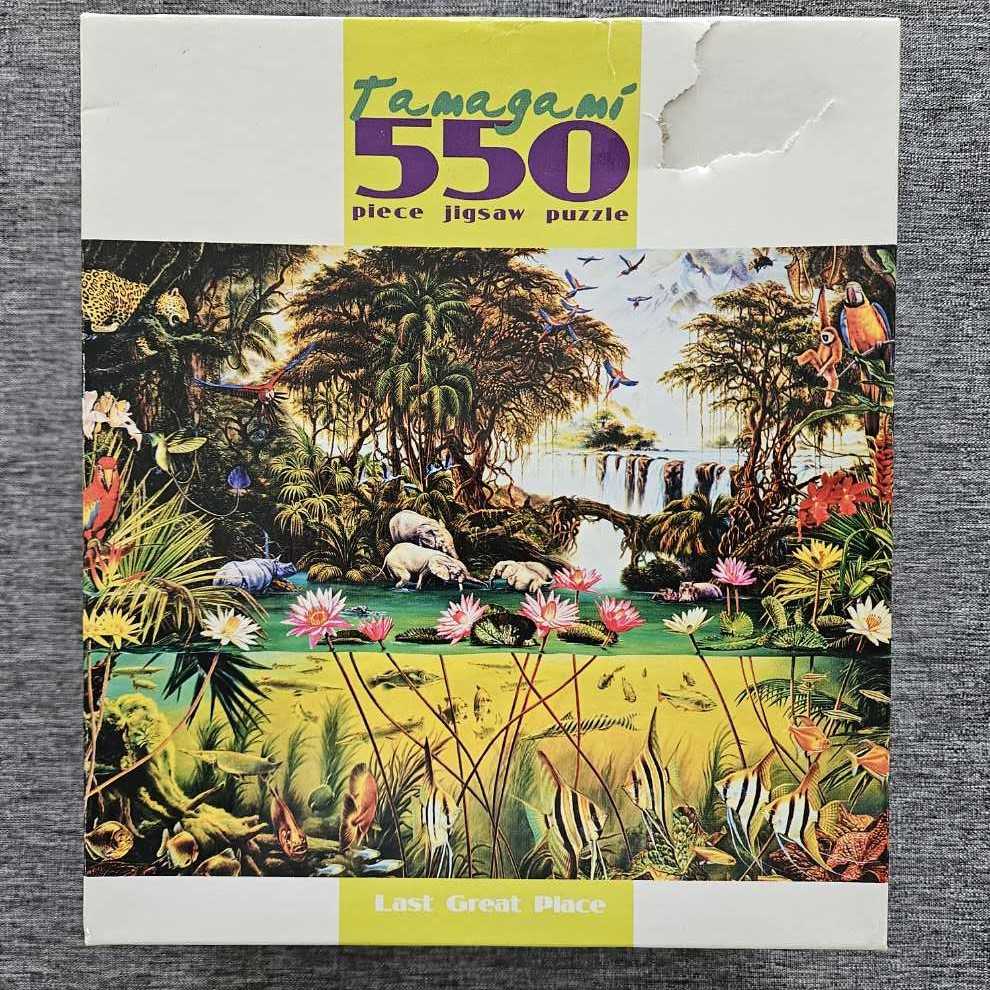 Tamagami
550
piece jigsaw puzzle
Last Great Place